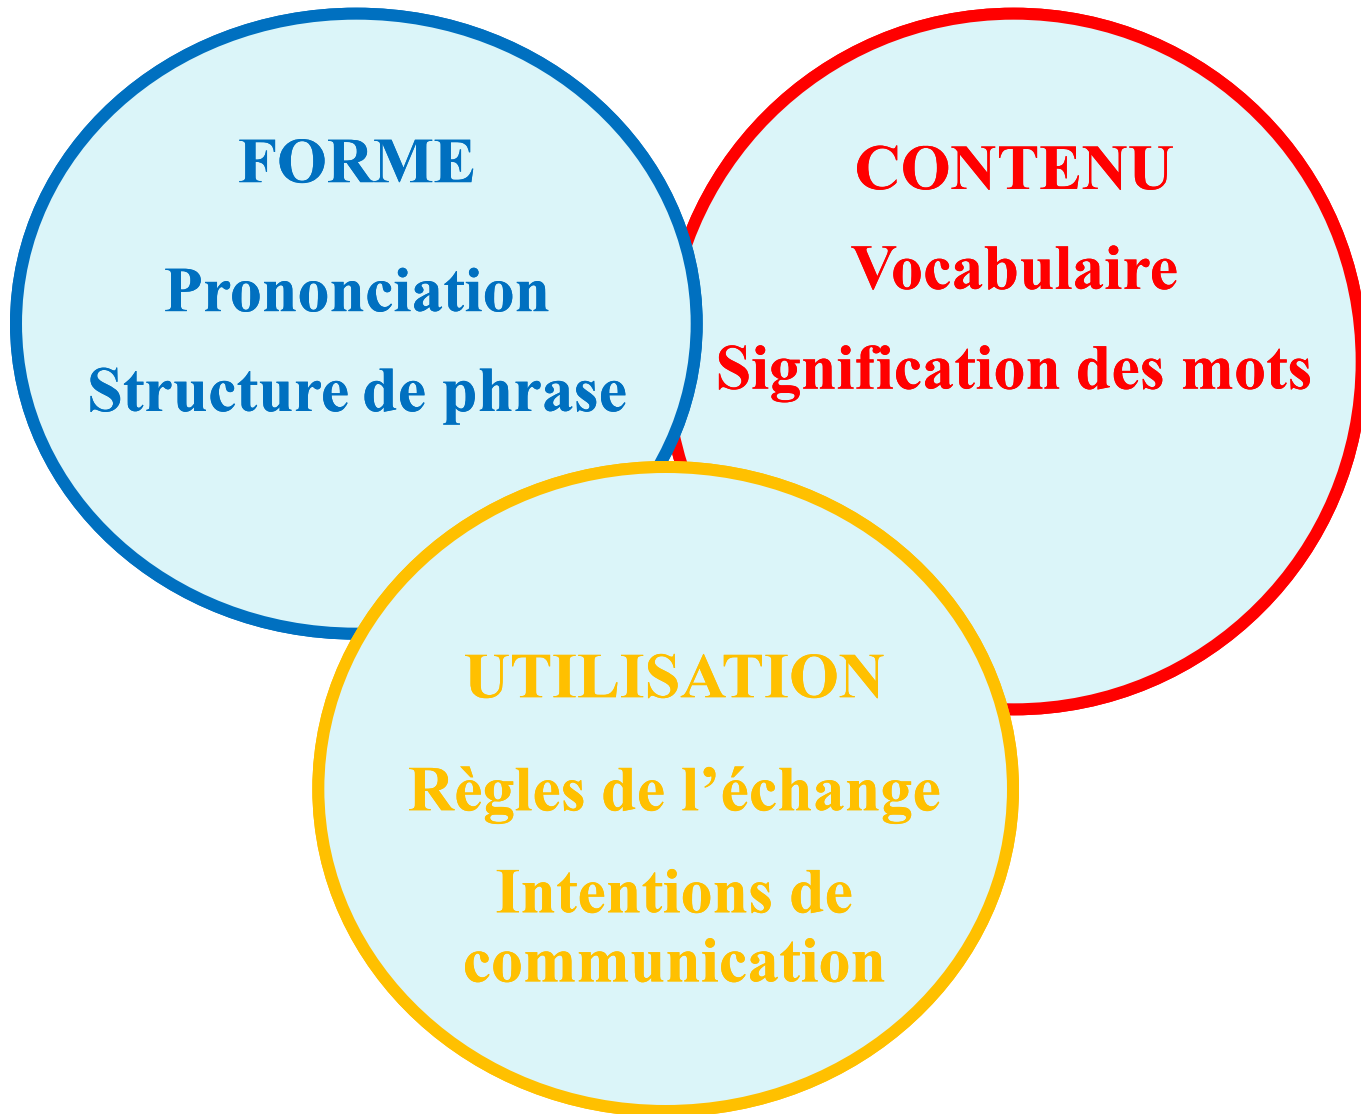 FORME
Prononciation
Structure de phrase
CONTENU
Vocabulaire
Signification des mots
UTILISATION
Règles de l’échange
Intentions de
communication